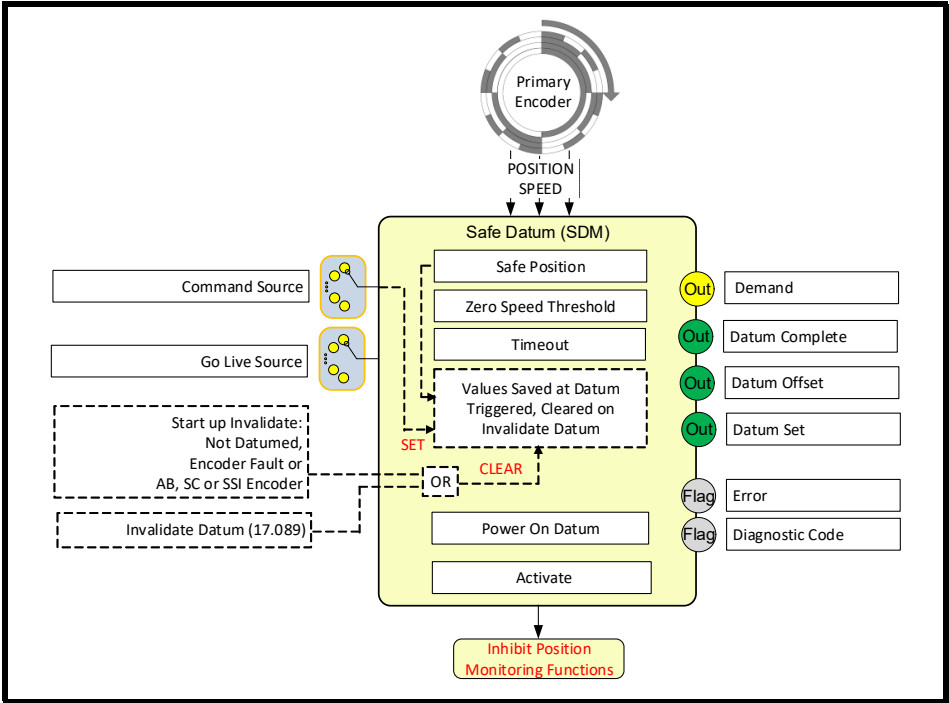 Primary
Encoder
POSITION
SPEED
Safe Datum (SDM)
Safe Position
Command Source
Out
Demand
Zero Speed Threshold
Out
Datum Complete
Timeout
Go Live Source
Out
Datum Offset
Values Saved at Datum
Triggered, Cleared on
Invalidate Datum
Out
Datum Set
SET
Start up Invalidate:
Not Datumed,
Encoder Fault or
AB, SC or SSI Encoder
OR
CLEAR
Flag
Error
Invalidate Datum (17.089)
Power On Datum
Flag
Diagnostic Code
Activate
Inhibit Position
Monitoring Functions